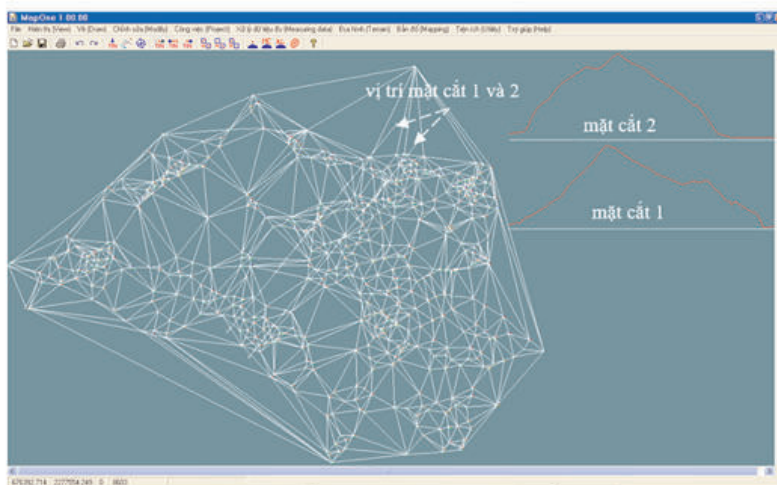 MapOne 1.00.00
File Hiển thị (View) Vẽ (Draw) Chỉnh sửa (Modify) Công việc (Project) Xử lý dữ liệu đo (Measuring data) Địa hình (Terrain) Bản đồ (Mapping) Tiện ích (Utility) Trợ giúp (Help)
vị trí mặt cắt 1 và 2
mặt cắt 2
mặt cắt 1